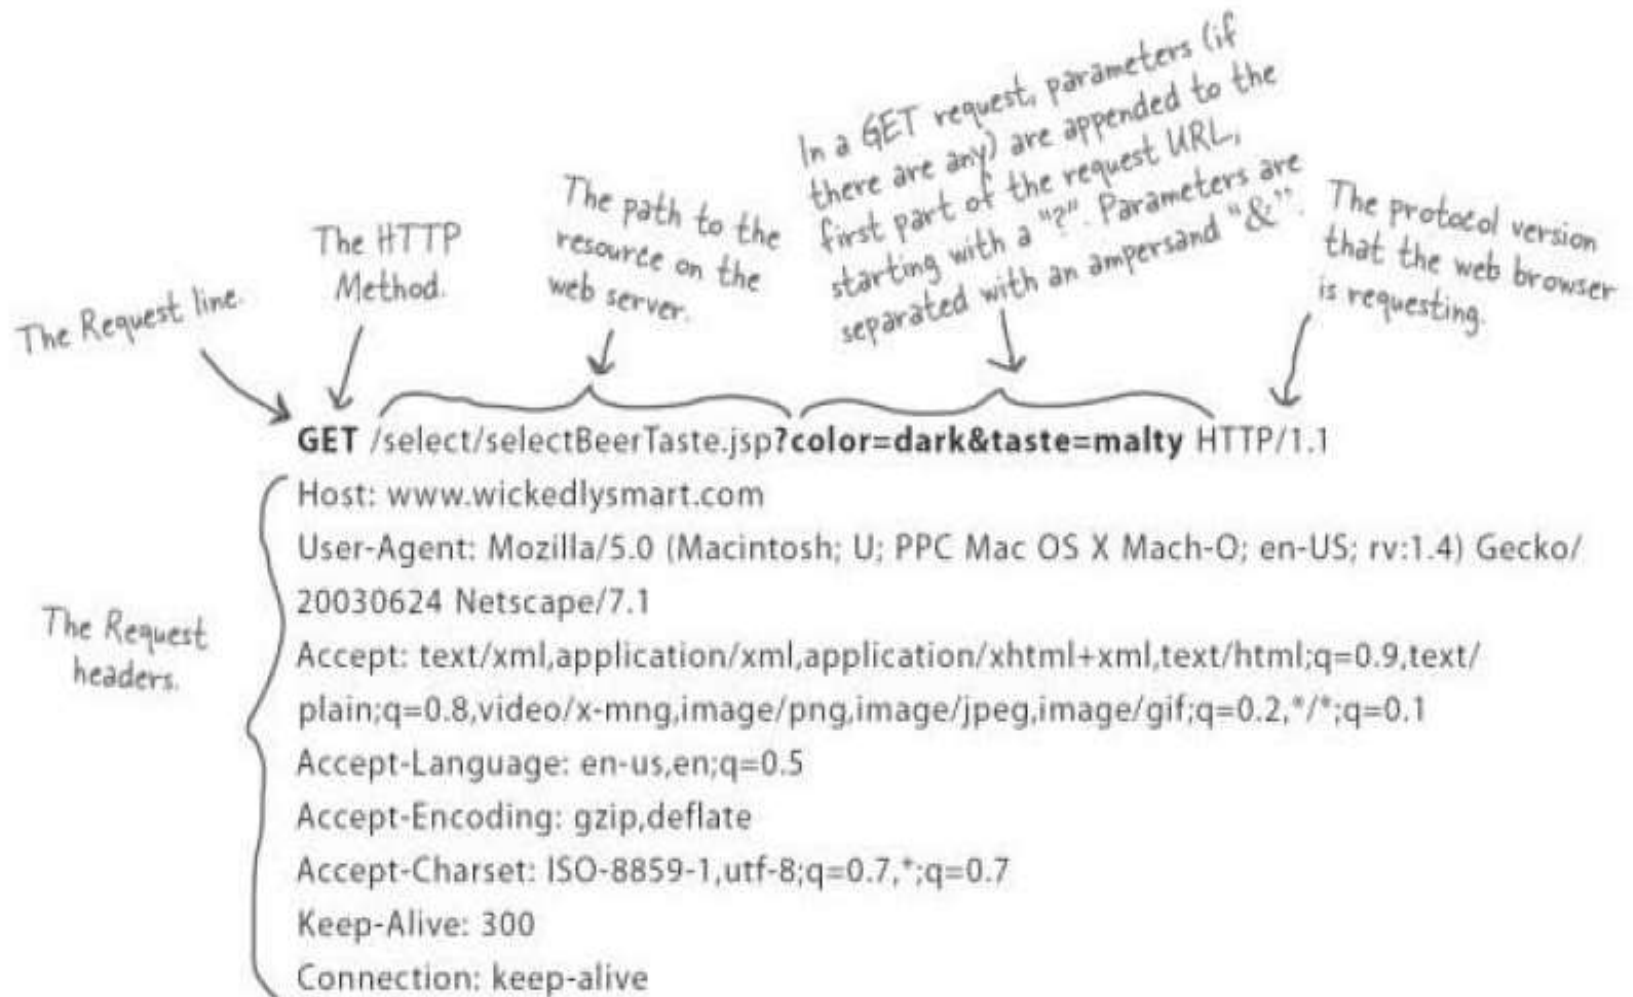 The Request line.
The HTTP
Method.
The path to the
resource on the
web server.
In a GET request, parameters (if
there are any) are appended to the
first part of the request URL,
starting with a "?". Parameters are
separated with an ampersand "&".
The protocol version
that the web browser
is requesting.
GET /select/selectBeerTaste.jsp?color=dark&taste=malty HTTP/1.1
Host: www.wickedlysmart.com
User-Agent: Mozilla/5.0 (Macintosh; U; PPC Mac OS X Mach-O; en-US; rv:1.4) Gecko/
20030624 Netscape/7.1
Accept: text/xml,application/xml,application/xhtml+xml,text/html;q=0.9,text/
plain;q=0.8,video/x-mng,image/png,image/jpeg,image/gif;q=0.2,*/*;q=0.1
Accept-Language: en-us,en;q=0.5
Accept-Encoding: gzip,deflate
Accept-Charset: ISO-8859-1,utf-8;q=0.7,*;q=0.7
Keep-Alive: 300
Connection: keep-alive
The Request
headers.